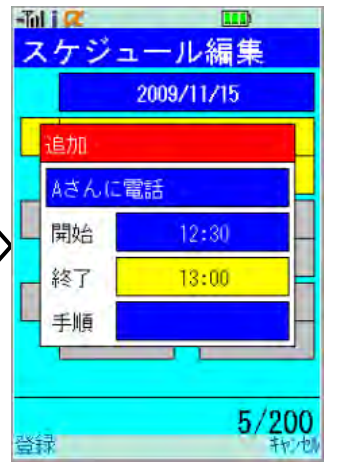 スケジュール編集
2009/11/15
追加
Aさんに電話
開始 12:30
終了 13:00
手順
5/200
登録 キャンセル